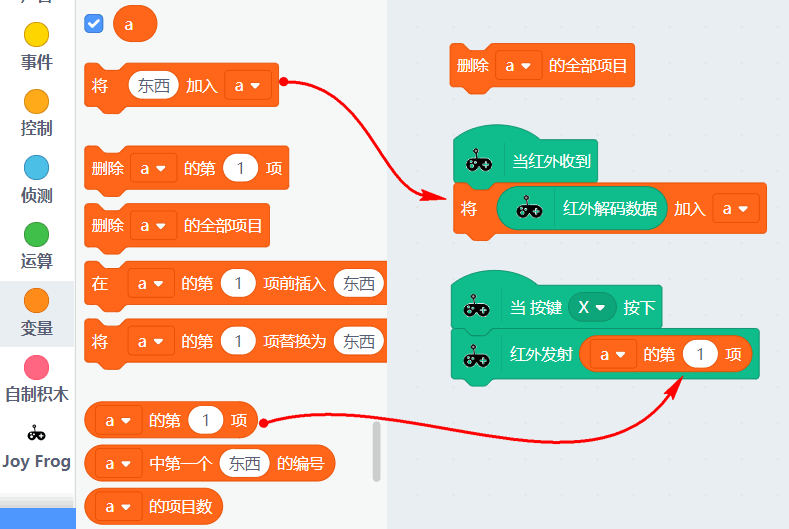 事件
控制
侦测
运算
变量
自制积木
Joy Frog
a
将 东西 加入 a
删除 a 的第 1 项
删除 a 的全部项目
在 a 的第 1 项前插入 东西
将 a 的第 1 项替换为 东西
a 的第 1 项
a 中第一个 东西 的编号
a 的项目数
删除 a 的全部项目
当红外收到
将 红外解码数据 加入 a
当 按键 X 按下
红外发射 a 的第 1 项